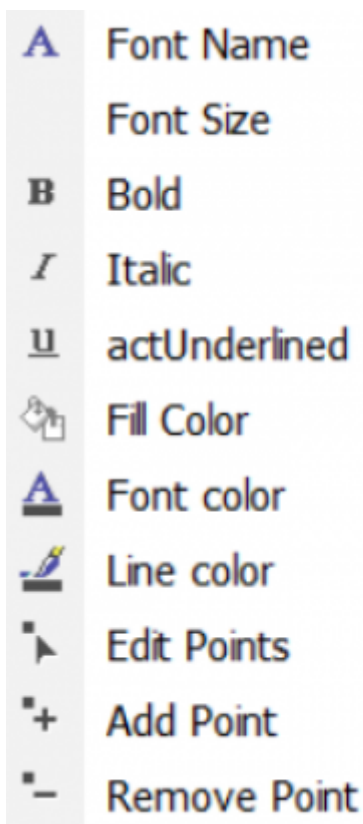 Font Name
Font Size
Bold
Italic
actUnderlined
Fill Color
Font color
Line color
Edit Points
Add Point
Remove Point